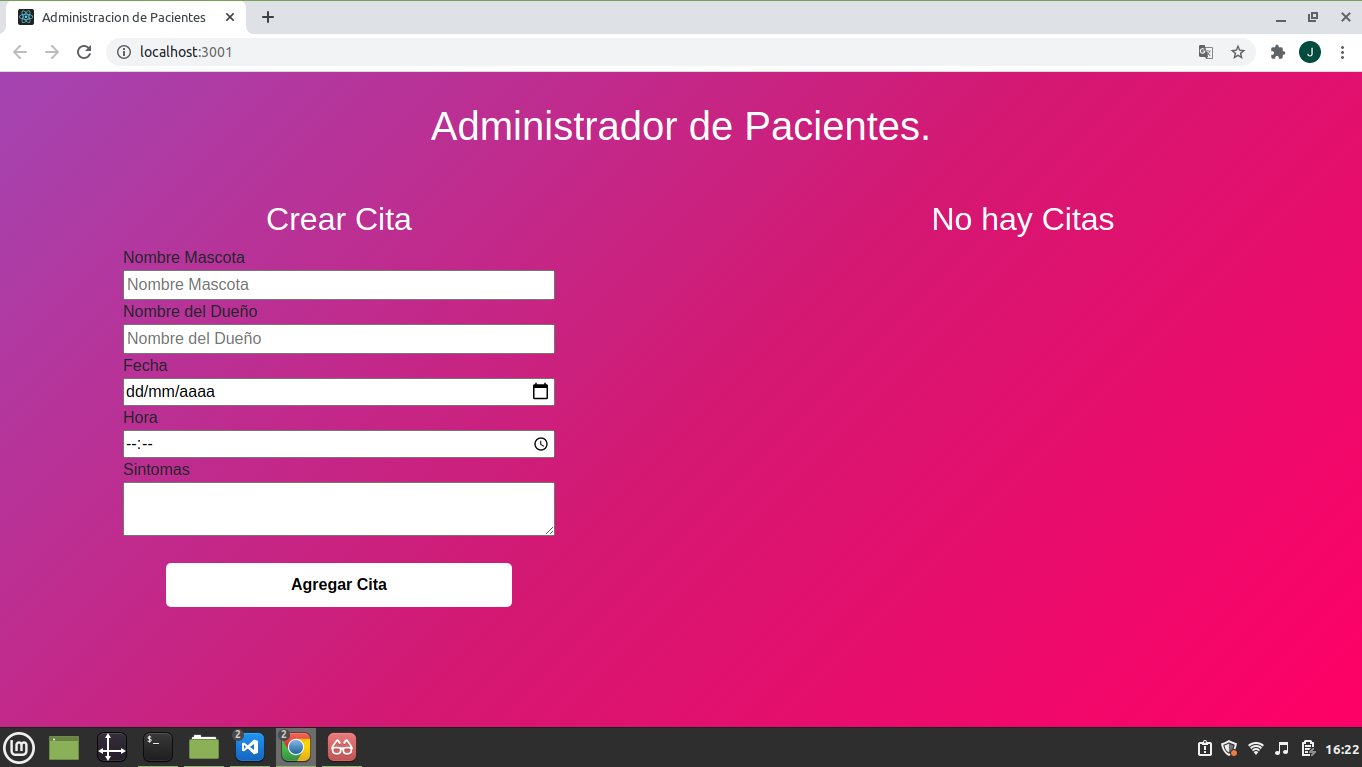 Administracion de Pacientes
localhost:3001
J
Administrador de Pacientes.
Crear Cita
No hay Citas
Nombre Mascota
Nombre Mascota
Nombre del Dueño
Nombre del Dueño
Fecha
dd/mm/aaaa
Hora
--:--
Sintomas
Agregar Cita
2
2
16:22